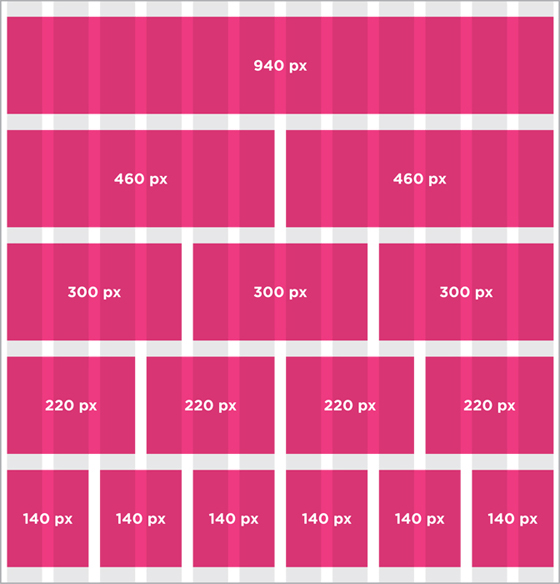 940 px
460 px 460 px
300 px 300 px 300 px
220 px 220 px 220 px 220 px
140 px 140 px 140 px 140 px 140 px 140 px